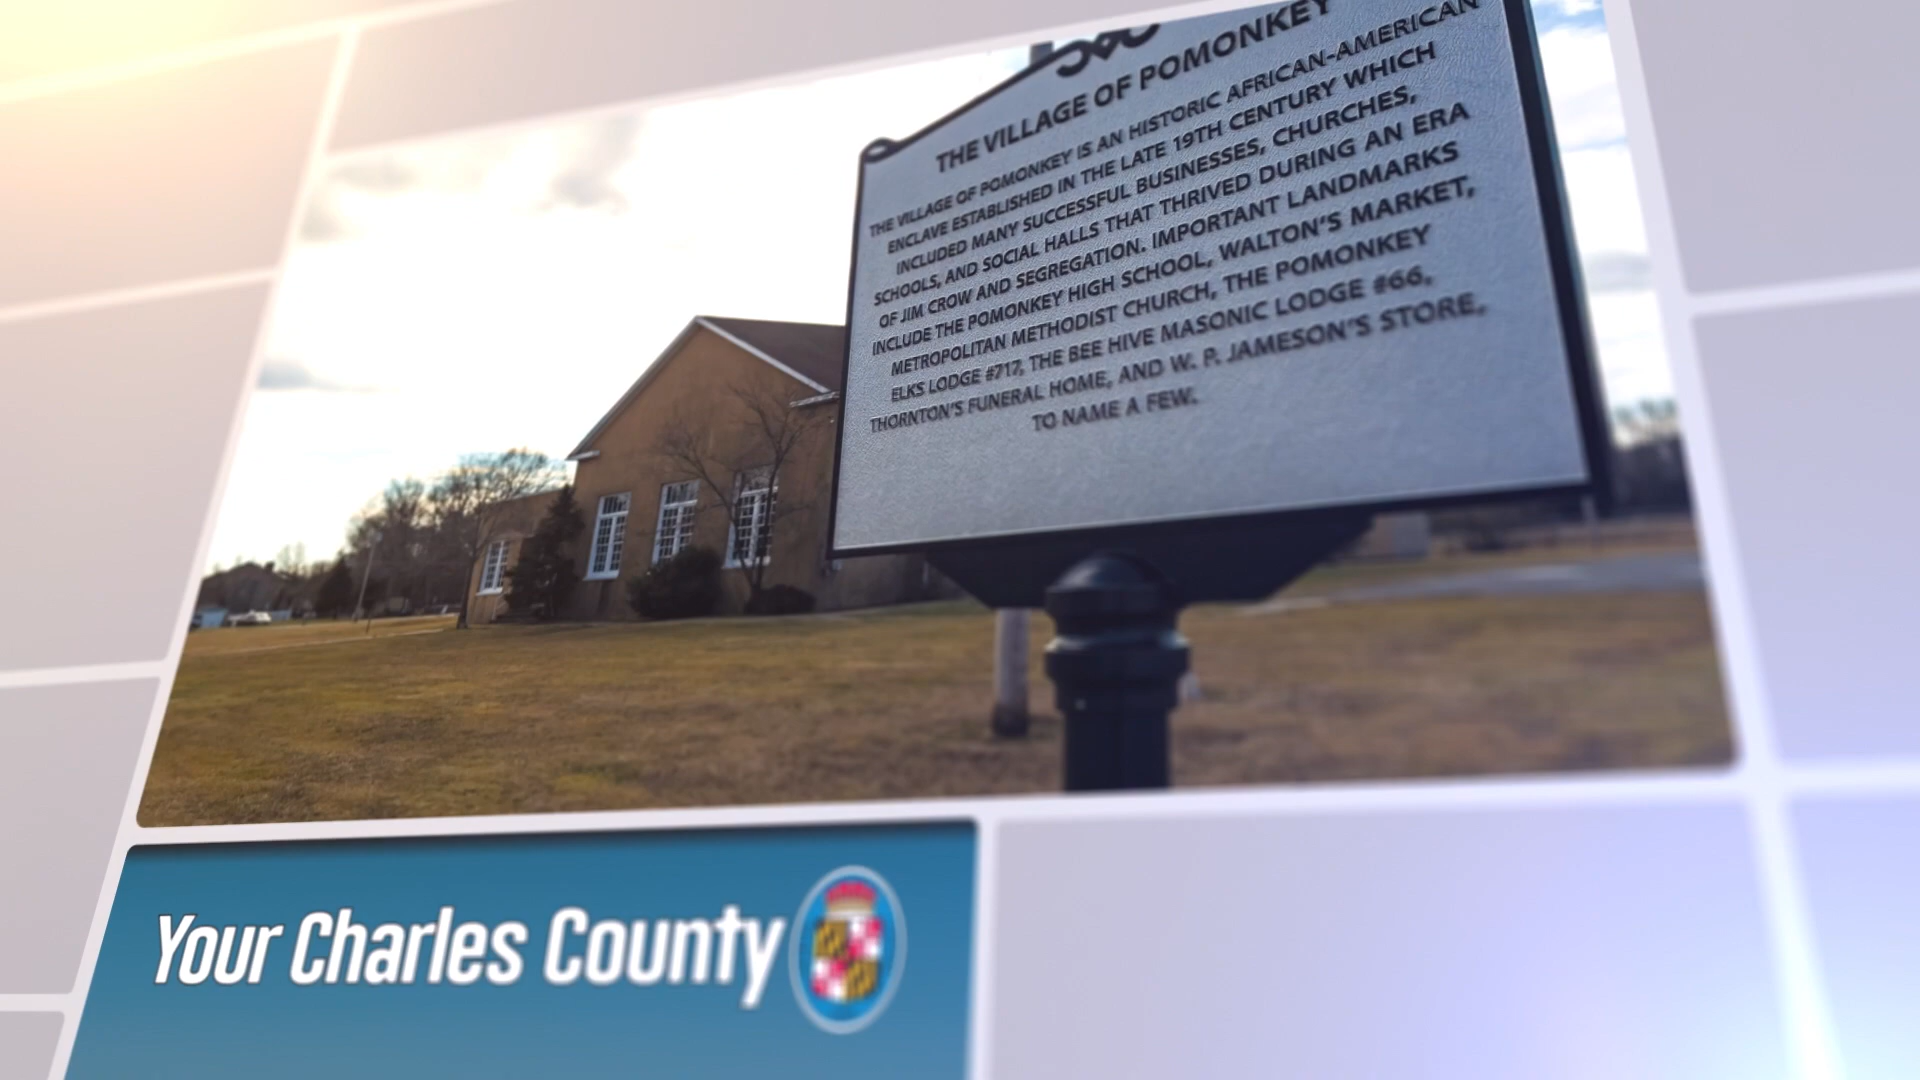 THE VILLAGE OF POMONKEY
THE VILLAGE OF POMONKEY IS AN HISTORIC AFRICAN-AMERICAN
ENCLAVE ESTABLISHED IN THE LATE 19TH CENTURY WHICH
INCLUDED MANY SUCCESSFUL BUSINESSES, CHURCHES,
SCHOOLS, AND SOCIAL HALLS THAT THRIVED DURING AN ERA
OF JIM CROW AND SEGREGATION. IMPORTANT LANDMARKS
INCLUDE THE POMONKEY HIGH SCHOOL, WALTON'S MARKET,
METROPOLITAN METHODIST CHURCH, THE POMONKEY
ELKS LODGE #717, THE BEE HIVE MASONIC LODGE #66,
THORNTON'S FUNERAL HOME, AND W. P. JAMESON'S STORE,
TO NAME A FEW.
Your Charles County